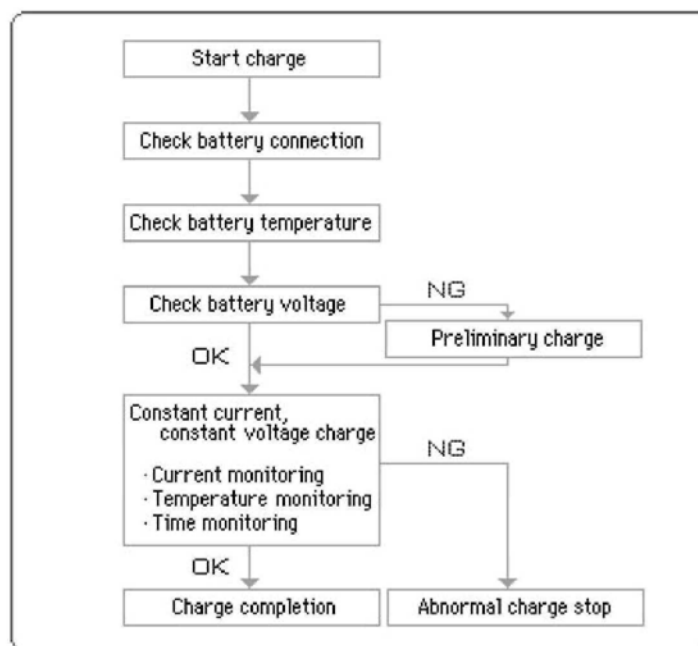 Start charge
Check battery connection
Check battery temperature
Check battery voltage
NG
Preliminary charge
OK
Constant current,
constant voltage charge
· Current monitoring
· Temperature monitoring
· Time monitoring
NG
OK
Charge completion
Abnormal charge stop